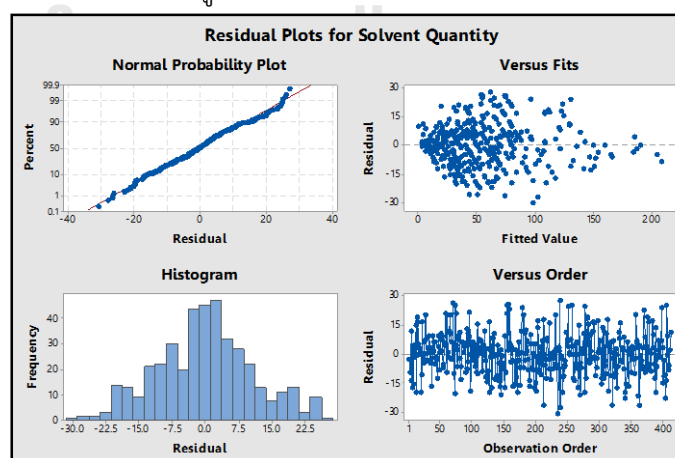 Residual Plots for Solvent Quantity
Normal Probability Plot
99.9
99
90
50
10
1
0.1
Percent
-40 -20 0 20 40
Residual
Versus Fits
30
15
0
-15
-30
Residual
0 50 100 150 200
Fitted Value
Histogram
40
30
20
10
0
Frequency
-30.0 -22.5 -15.0 -7.5 0.0 7.5 15.0 22.5
Residual
Versus Order
30
15
0
-15
-30
Residual
1 50 100 150 200 250 300 350 400
Observation Order